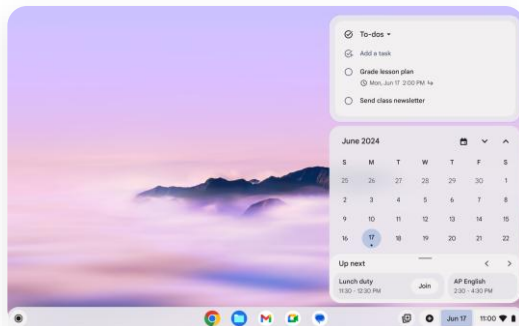 To-dos
Add a task
Grade lesson plan
Mon, Jun 17 2:00 PM
Send class newsletter
June 2024
S M T W T F S
25 26 27 28 29 30 1
2 3 4 5 6 7 8
9 10 11 12 13 14 15
16 17 18 19 20 21 22
Up next
Lunch duty
11:30 - 12:30 PM
Join
AP English
2:30 - 4:30 PM
Jun 17 11:00